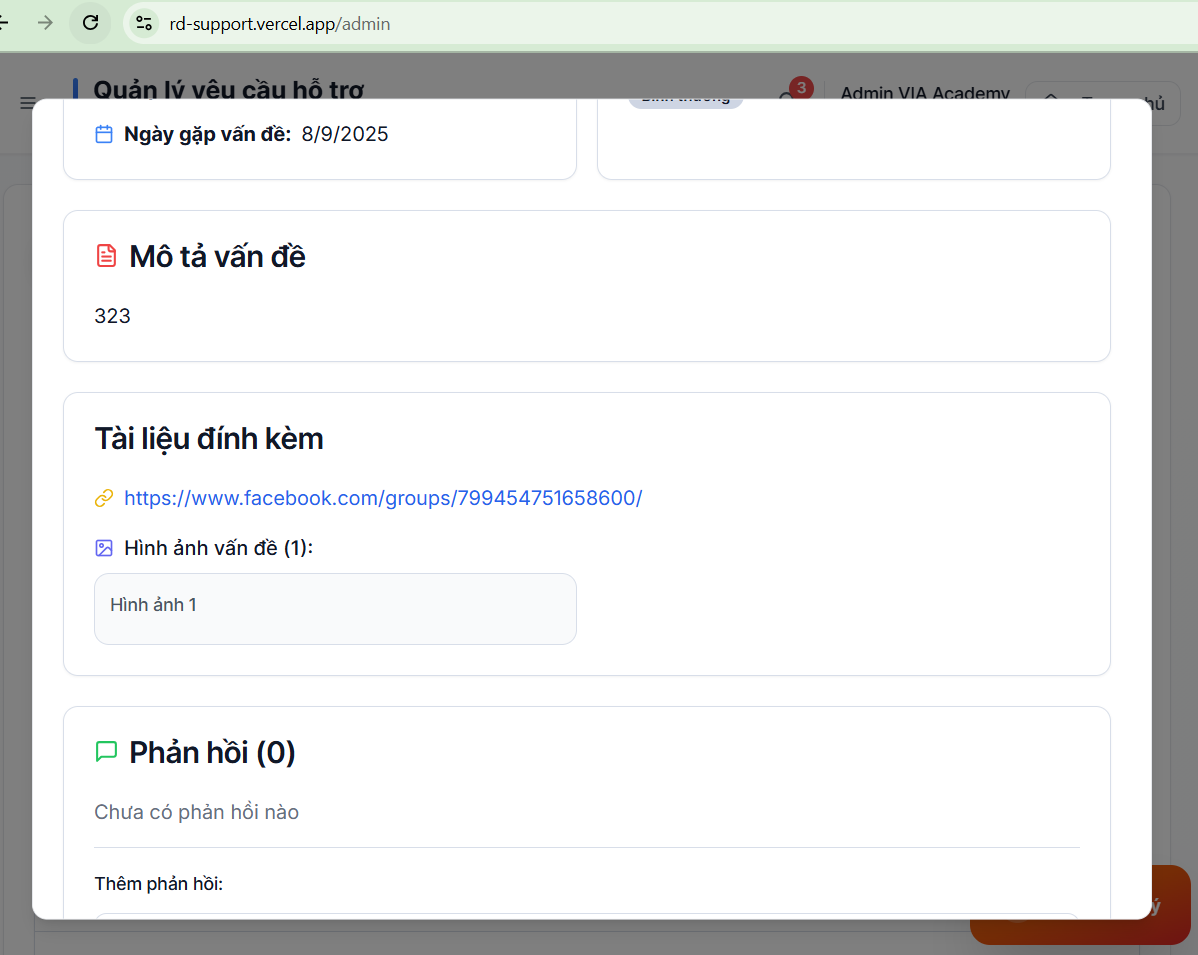 rd-support.vercel.app/admin
Quản lý yêu cầu hỗ trợ
3
Admin VIA Academy
Ngày gặp vấn đề: 8/9/2025
Mô tả vấn đề
323
Tài liệu đính kèm
https://www.facebook.com/groups/799454751658600/
Hình ảnh vấn đề (1):
Hình ảnh 1
Phản hồi (0)
Chưa có phản hồi nào
Thêm phản hồi: